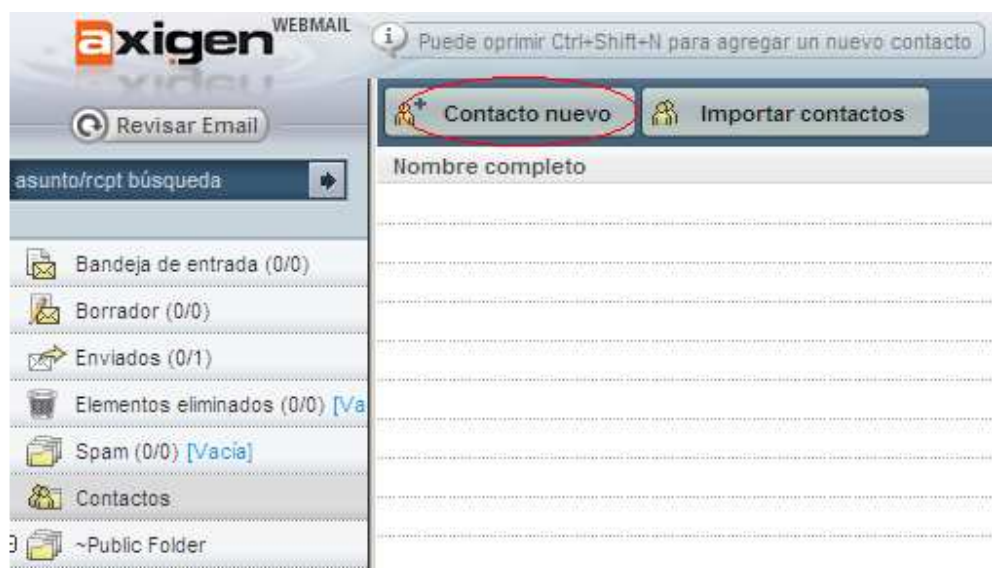 axigen WEBMAIL
Puede oprimir Ctrl+Shift+N para agregar un nuevo contacto
Revisar Email
Contacto nuevo
Importar contactos
asunto/rcpt búsqueda
Nombre completo
Bandeja de entrada (0/0)
Borrador (0/0)
Enviados (0/1)
Elementos eliminados (0/0) [Va
Spam (0/0) [Vacía]
Contactos
~Public Folder